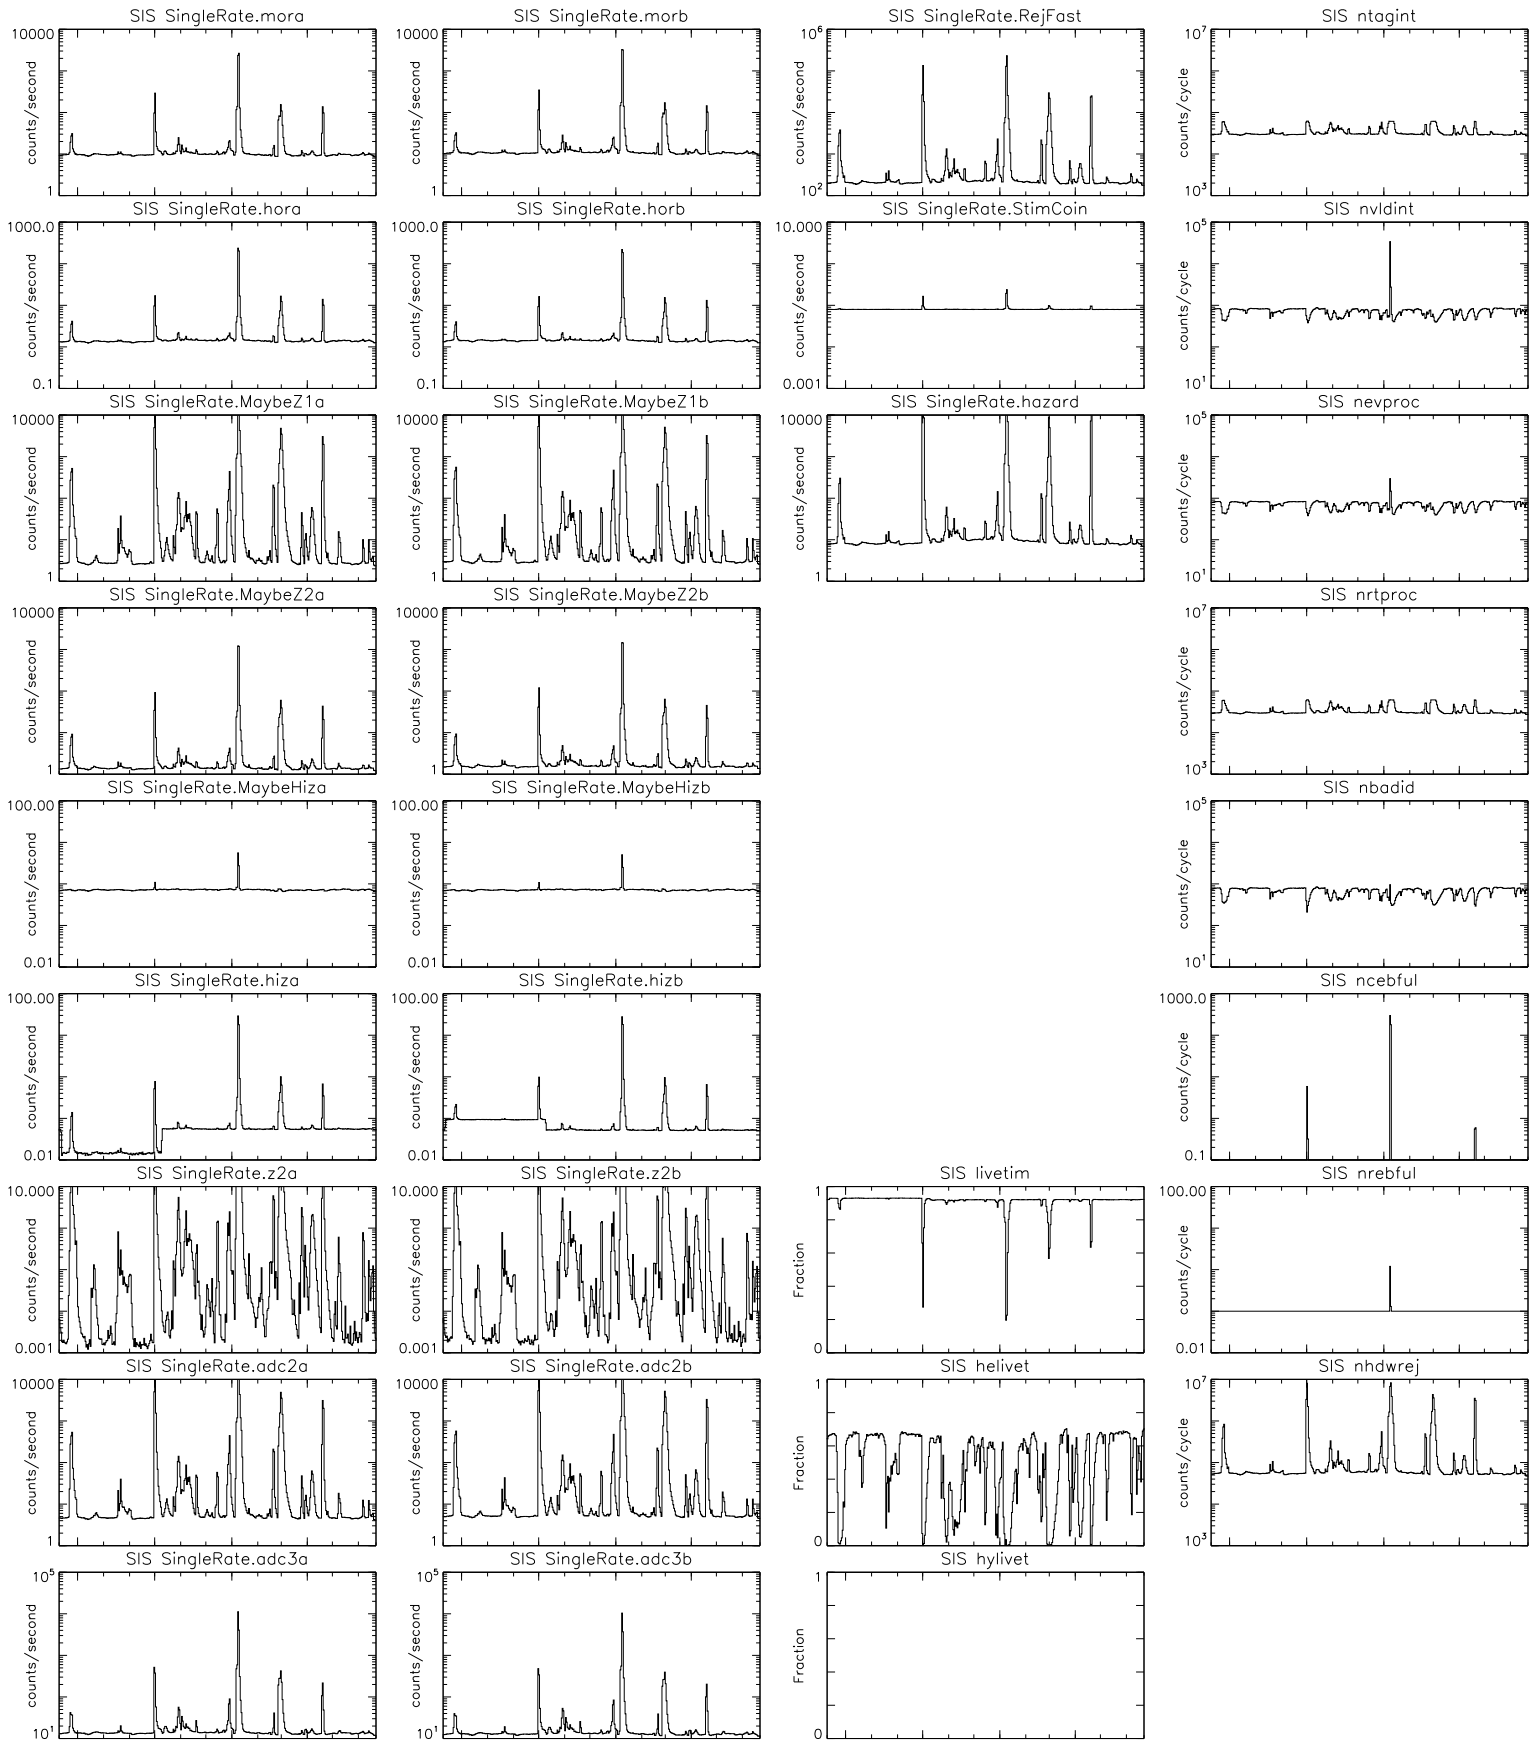 SIS SingleRate.mora
10000
counts/second
1
SIS SingleRate.morb
10000
counts/second
1
SIS SingleRate.RejFast
10^6
counts/second
10^2
SIS ntagint
10^7
counts/cycle
10^3
SIS SingleRate.hora
1000.0
counts/second
0.1
SIS SingleRate.horb
1000.0
counts/second
0.1
SIS SingleRate.StimCoin
10.000
counts/second
0.001
SIS nvldint
10^5
counts/cycle
10^1
SIS SingleRate.MaybeZ1a
10000
counts/second
1
SIS SingleRate.MaybeZ1b
10000
counts/second
1
SIS SingleRate.hazard
10000
counts/second
1
SIS nevproc
10^5
counts/cycle
10^1
SIS SingleRate.MaybeZ2a
10000
counts/second
1
SIS SingleRate.MaybeZ2b
10000
counts/second
1
SIS nrtproc
10^7
counts/cycle
10^3
SIS SingleRate.MaybeHiza
100.00
counts/second
0.01
SIS SingleRate.MaybeHizb
100.00
counts/second
0.01
SIS nbadid
10^5
counts/cycle
10^1
SIS SingleRate.hiza
100.00
counts/second
0.01
SIS SingleRate.hizb
100.00
counts/second
0.01
SIS ncebful
1000.0
counts/cycle
0.1
SIS SingleRate.z2a
10.000
counts/second
0.001
SIS SingleRate.z2b
10.000
counts/second
0.001
SIS livetim
1
Fraction
0
SIS nrebful
100.00
counts/cycle
0.01
SIS SingleRate.adc2a
10000
counts/second
1
SIS SingleRate.adc2b
10000
counts/second
1
SIS helivet
1
Fraction
0
SIS nhdwrej
10^7
counts/cycle
10^3
SIS SingleRate.adc3a
10^5
counts/second
10^1
SIS SingleRate.adc3b
10^5
counts/second
10^1
SIS hylivet
1
Fraction
0